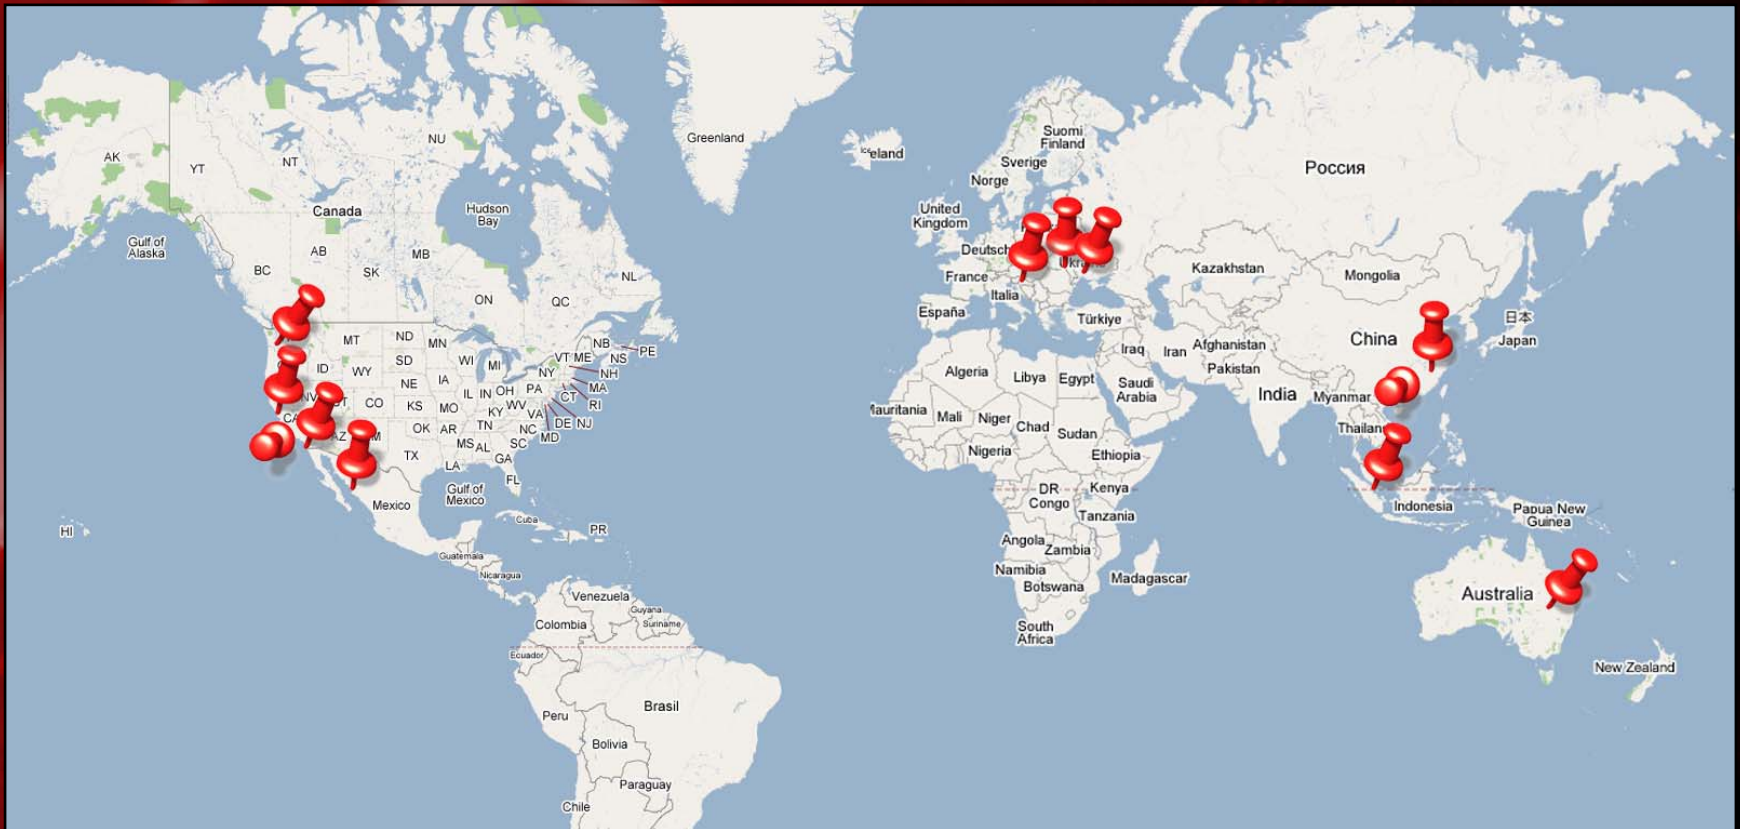 Greenland
AK
YT
NT
NU
Canada
Hudson
Bay
Gulf of
Alaska
BC
AB
SK
MB
ON
QC
NL
MT
ND
MN
ID
WY
SD
WI
MI
NE
IA
IL
IN
OH
PA
NY
VT
ME
NB
NS
PE
NH
MA
CT
RI
DE
NJ
MD
CO
KS
MO
KY
WV
VA
OK
AR
TN
NC
MS
AL
SC
GA
TX
LA
FL
AZ
Gulf of
Mexico
Mexico
HI
Cuba
PR
Guatemala
Nicaragua
Venezuela
Guyana
Suriname
Colombia
Ecuador
Peru
Brasil
Bolivia
Paraguay
Chile
Suomi
Finland
Sverige
Norge
United
Kingdom
Deutsch
France
Italia
España
Türkiye
Россия
Kazakhstan
Mongolia
China
日本
Japan
Iraq
Iran
Afghanistan
Pakistan
India
Myanmar
Thailan
Algeria
Libya
Egypt
Saudi
Arabia
Mauritania
Mali
Niger
Chad
Sudan
Nigeria
Ethiopia
DR
Congo
Kenya
Tanzania
Angola
Zambia
Namibia
Botswana
Madagascar
South
Africa
Indonesia
Papua New
Guinea
Australia
New Zealand